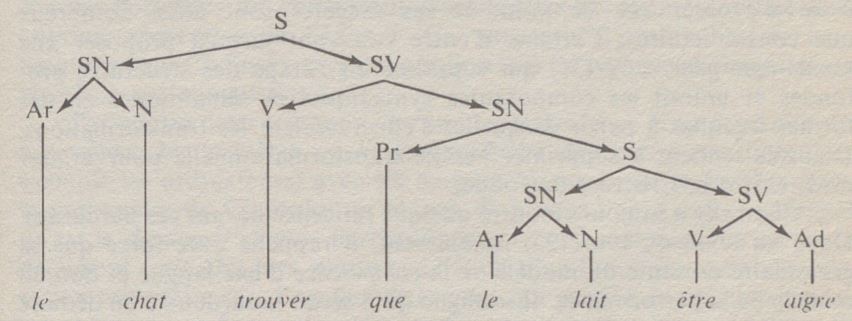 S
SN SV
Ar N V SN
Pr S
SN SV
Ar N V Ad
le chat trouver que le lait être aigre